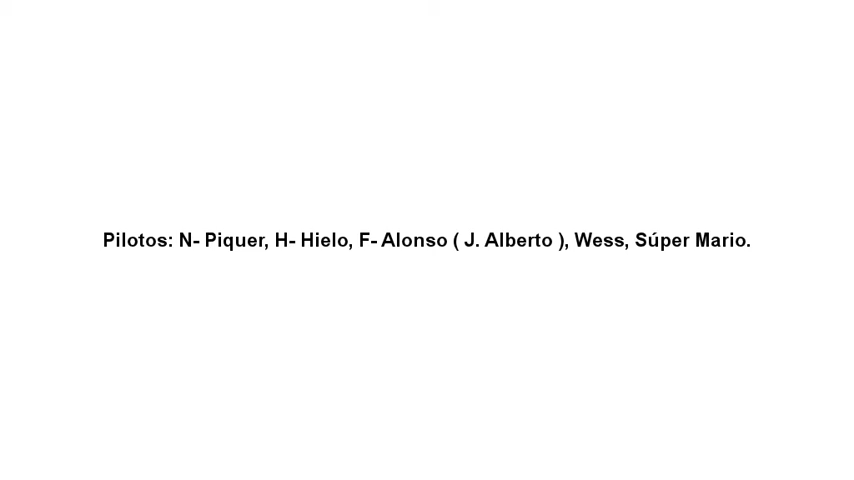 Pilotos: N- Piquer, H- Hielo, F- Alonso ( J. Alberto ), Wess, Súper Mario.